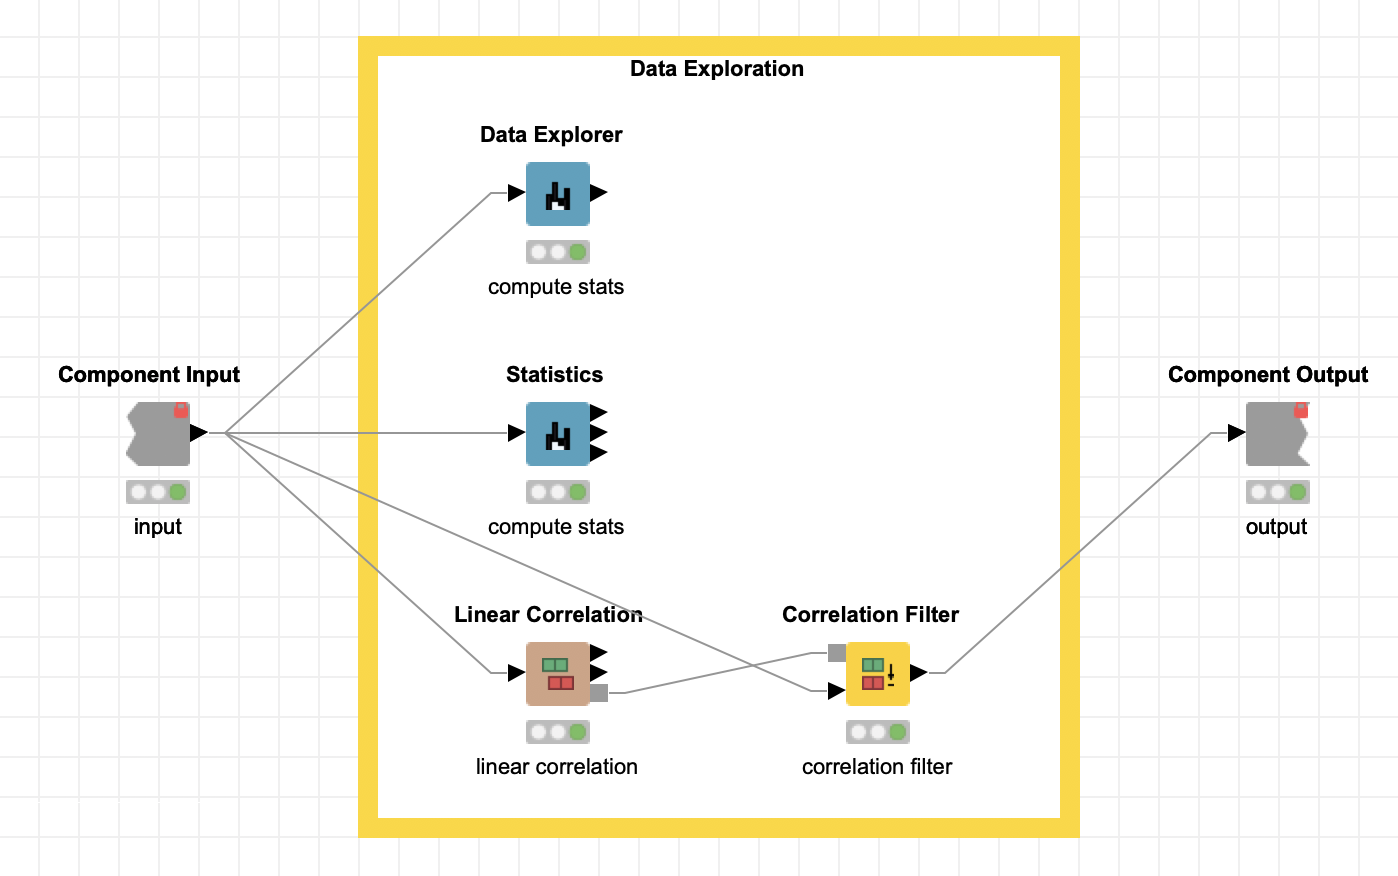 Data Exploration
Data Explorer
compute stats
Component Input
input
Statistics
compute stats
Component Output
output
Linear Correlation
linear correlation
Correlation Filter
correlation filter